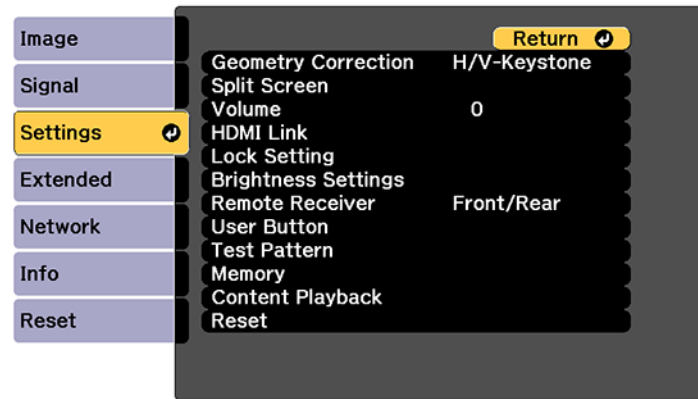 Image
Signal
Settings
Extended
Network
Info
Reset
Return
Geometry Correction H/V-Keystone
Split Screen
Volume 0
HDMI Link
Lock Setting
Brightness Settings
Remote Receiver Front/Rear
User Button
Test Pattern
Memory
Content Playback
Reset